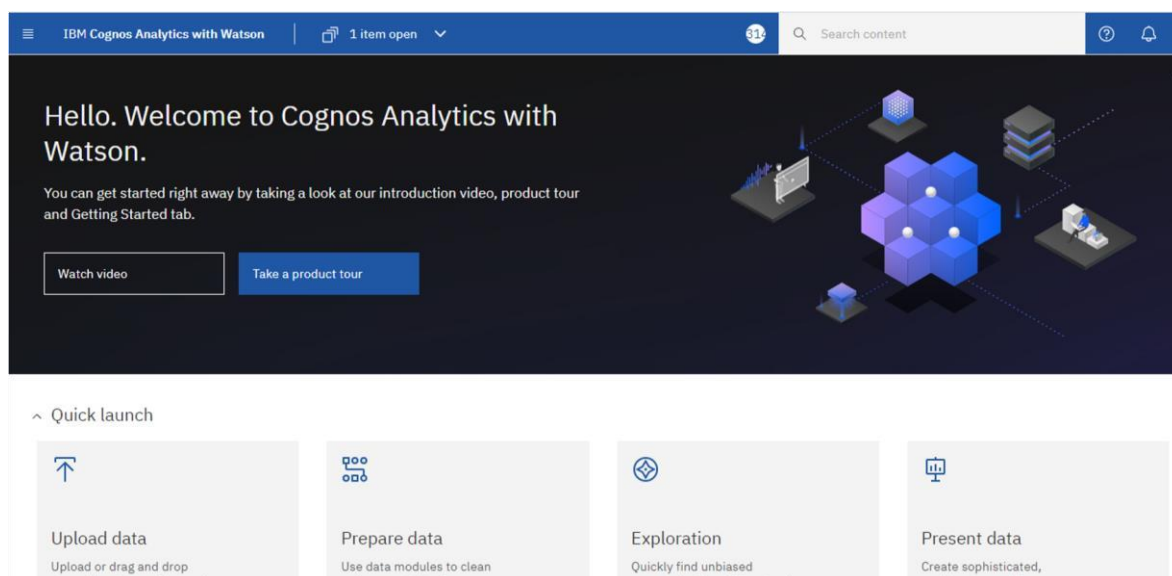 IBM Cognos Analytics with Watson
1 item open
314
Search content
Hello. Welcome to Cognos Analytics with
Watson.
You can get started right away by taking a look at our introduction video, product tour
and Getting Started tab.
Watch video
Take a product tour
Quick launch
Upload data
Prepare data
Exploration
Present data
Upload or drag and drop
Use data modules to clean
Quickly find unbiased
Create sophisticated,